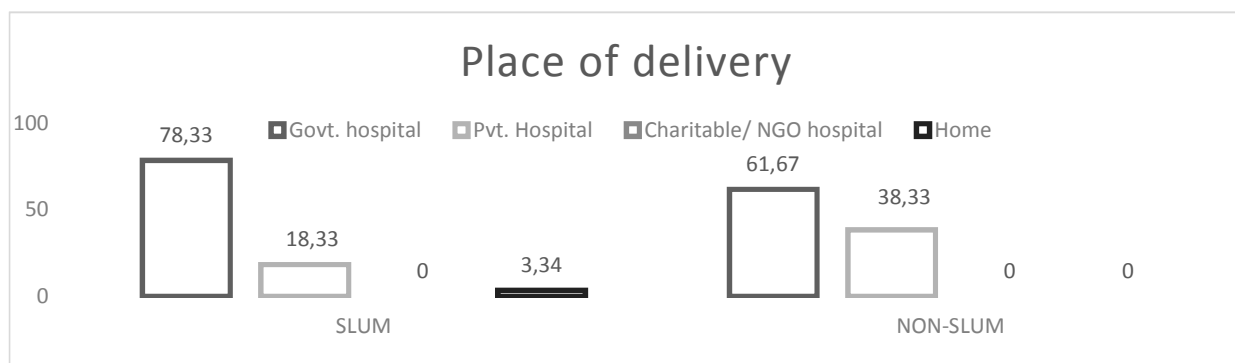 Place of delivery
100
Govt. hospital Pvt. Hospital Charitable/ NGO hospital Home
78,33
61,67
50
38,33
18,33
0
3,34
0
0
0
SLUM
NON-SLUM